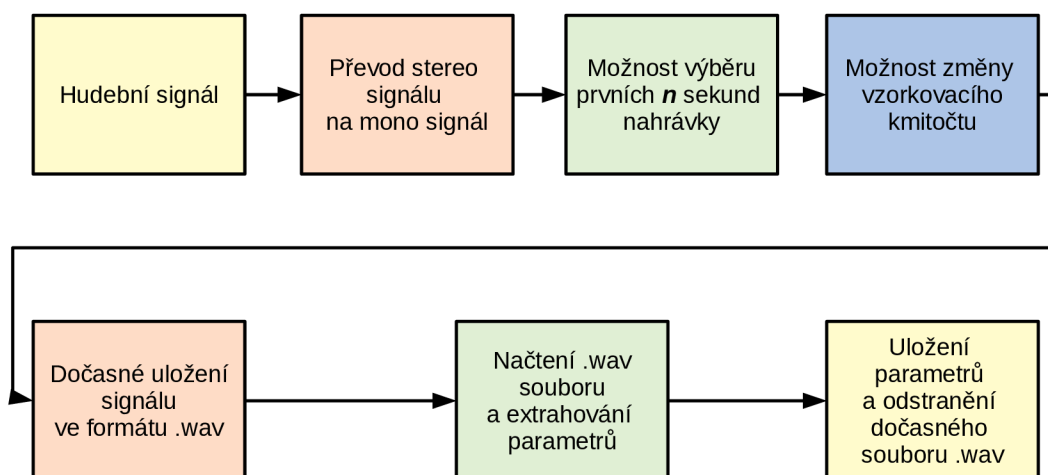 Hudební signál
Převod stereo
signálu
na mono signál
Možnost výběru
prvních n sekund
nahrávky
Možnost změny
vzorkovacího
kmitočtu
Dočasné uložení
signálu
ve formátu .wav
Načtení .wav
souboru
a extrahování
parametrů
Uložení
parametrů
a odstranění
dočasného
souboru .wav